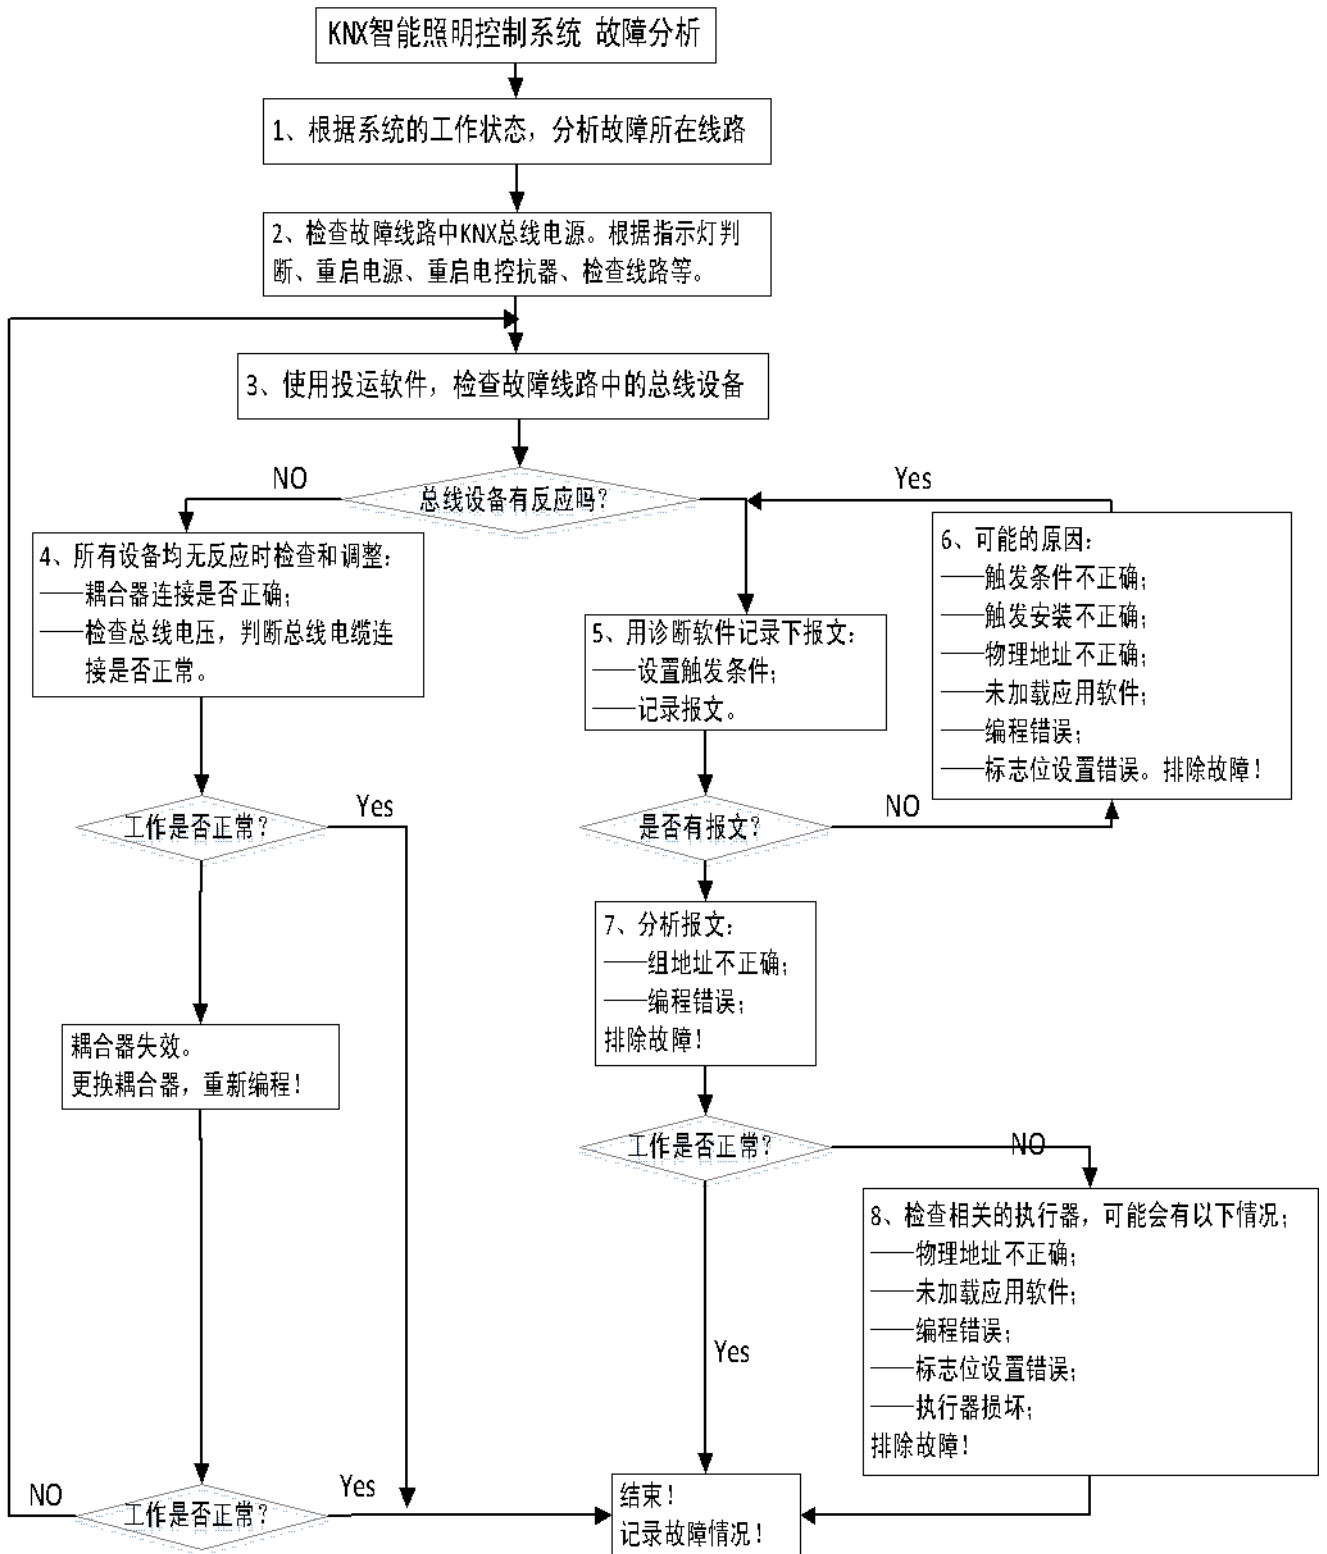 KNX智能照明控制系统 故障分析
1、根据系统的工作状态，分析故障所在线路
2、检查故障线路中KNX总线电源。根据指示灯判
断、重启电源、重启电控抗器、检查线路等。
3、使用投运软件，检查故障线路中的总线设备
总线设备有反应吗？
NO
Yes
4、所有设备均无反应时检查和调整：
——耦合器连接是否正确；
——检查总线电压，判断总线电缆连
接是否正常。
5、用诊断软件记录下报文：
——设置触发条件；
——记录报文。
6、可能的原因：
——触发条件不正确；
——触发安装不正确；
——物理地址不正确；
——未加载应用软件；
——编程错误；
——标志位设置错误。排除故障！
工作是否正常？
Yes
是否有报文？
NO
7、分析报文：
——组地址不正确；
——编程错误；
排除故障！
耦合器失效。
更换耦合器，重新编程！
工作是否正常？
NO
8、检查相关的执行器，可能会有以下情况；
——物理地址不正确；
——未加载应用软件；
——编程错误；
——标志位设置错误；
——执行器损坏；
排除故障！
Yes
NO
工作是否正常？
Yes
结束！
记录故障情况！